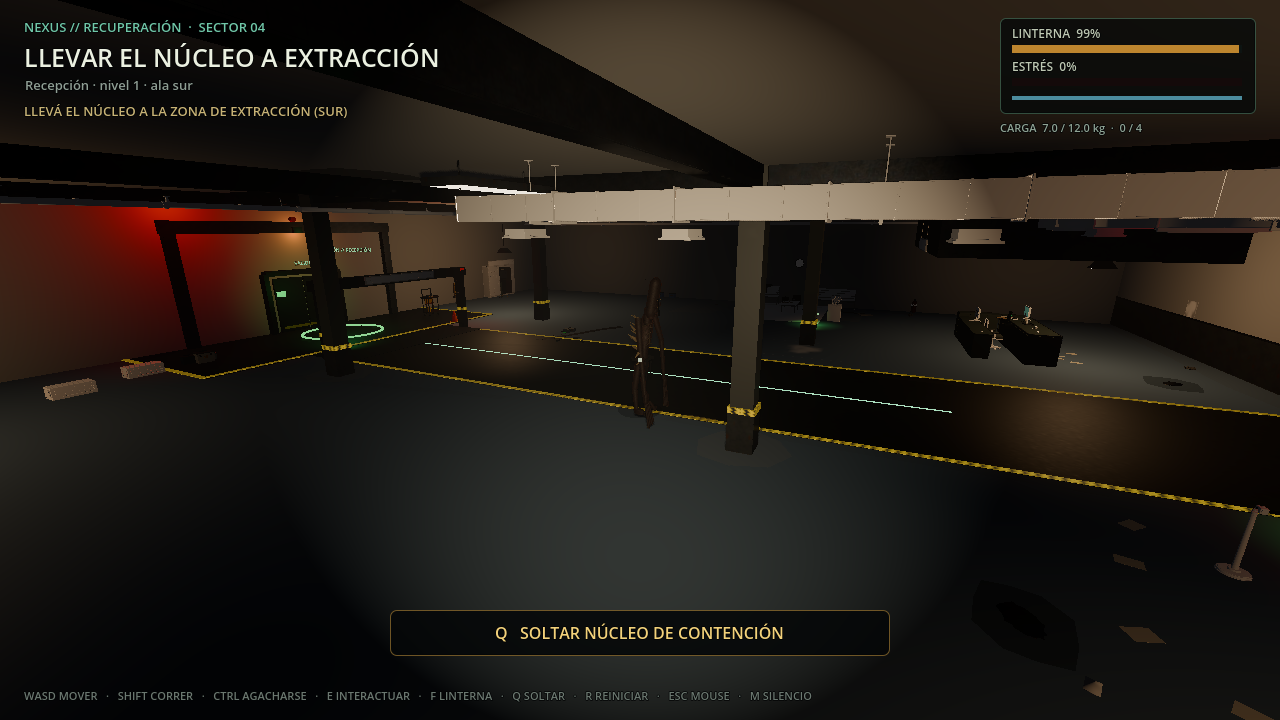 NEXUS // RECUPERACIÓN · SECTOR 04
LLEVAR EL NÚCLEO A EXTRACCIÓN
Recepción · nivel 1 · ala sur
LLEVÁ EL NÚCLEO A LA ZONA DE EXTRACCIÓN (SUR)
LINTERNA 99%
ESTRÉS 0%
CARGA 7.0 / 12.0 kg · 0 / 4
A RECEPCIÓN
Q SOLTAR NÚCLEO DE CONTENCIÓN
WASD MOVER · SHIFT CORRER · CTRL AGACHARSE · E INTERACTUAR · F LINTERNA · Q SOLTAR · R REINICIAR · ESC MOUSE · M SILENCIO